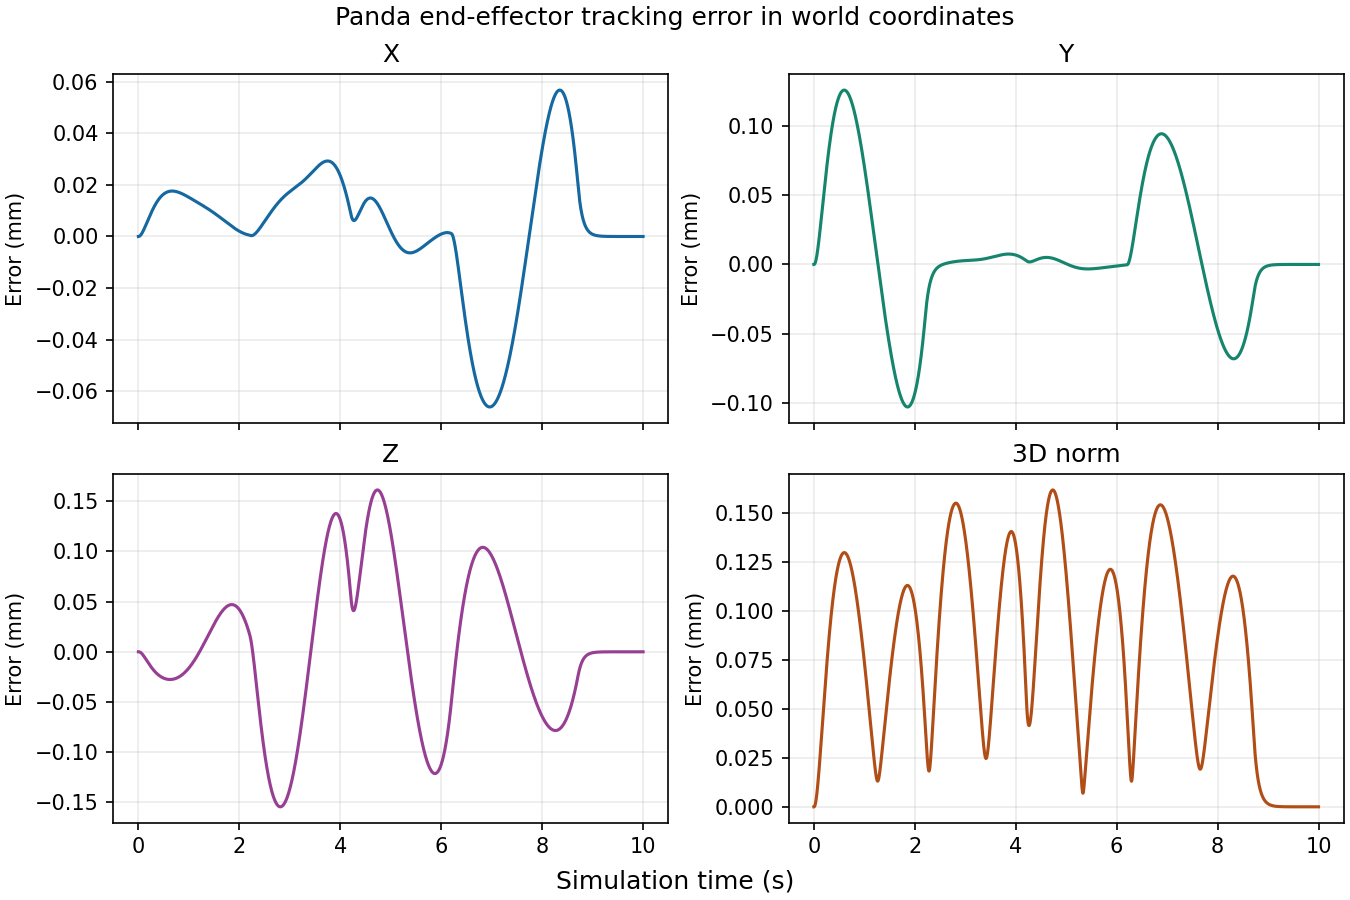 Panda end-effector tracking error in world coordinates
X
Error (mm)
0.06
0.04
0.02
0.00
−0.02
−0.04
−0.06
Y
Error (mm)
0.10
0.05
0.00
−0.05
−0.10
Z
Error (mm)
0.15
0.10
0.05
0.00
−0.05
−0.10
−0.15
0 2 4 6 8 10
3D norm
Error (mm)
0.150
0.125
0.100
0.075
0.050
0.025
0.000
0 2 4 6 8 10
Simulation time (s)